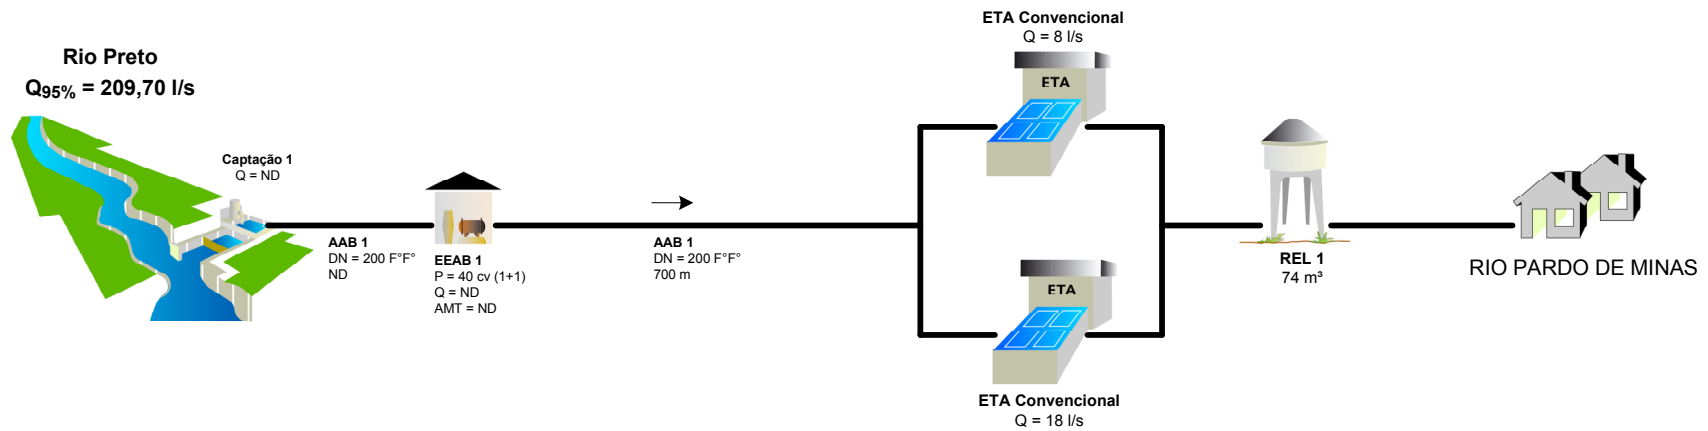 Rio Preto
Q95% = 209,70 l/s
Captação 1
Q = ND
AAB 1
DN = 200 F°F°
ND
EEAB 1
P = 40 cv (1+1)
Q = ND
AMT = ND
AAB 1
DN = 200 F°F°
700 m
ETA Convencional
Q = 8 l/s
ETA
ETA
ETA Convencional
Q = 18 l/s
REL 1
74 m³
RIO PARDO DE MINAS